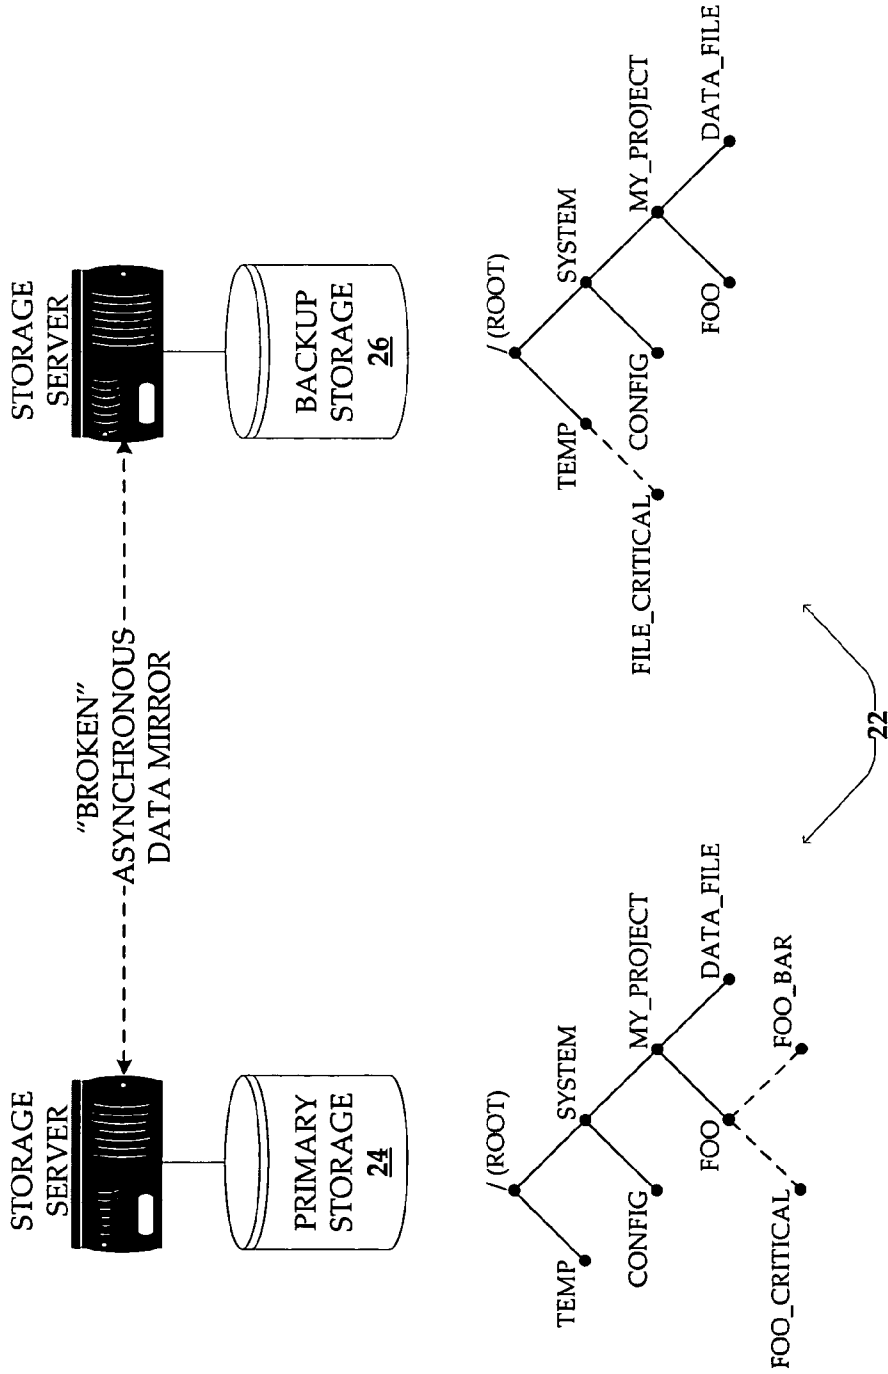 STORAGE
SERVER
"BROKEN"
ASYNCHRONOUS
DATA MIRROR
STORAGE
SERVER
PRIMARY
STORAGE
24
BACKUP
STORAGE
26
/ (ROOT)
TEMP
SYSTEM
CONFIG
MY_PROJECT
FOO
DATA_FILE
FOO_CRITICAL
FOO_BAR
/ (ROOT)
TEMP
SYSTEM
FILE_CRITICAL
CONFIG
MY_PROJECT
FOO
DATA_FILE
22